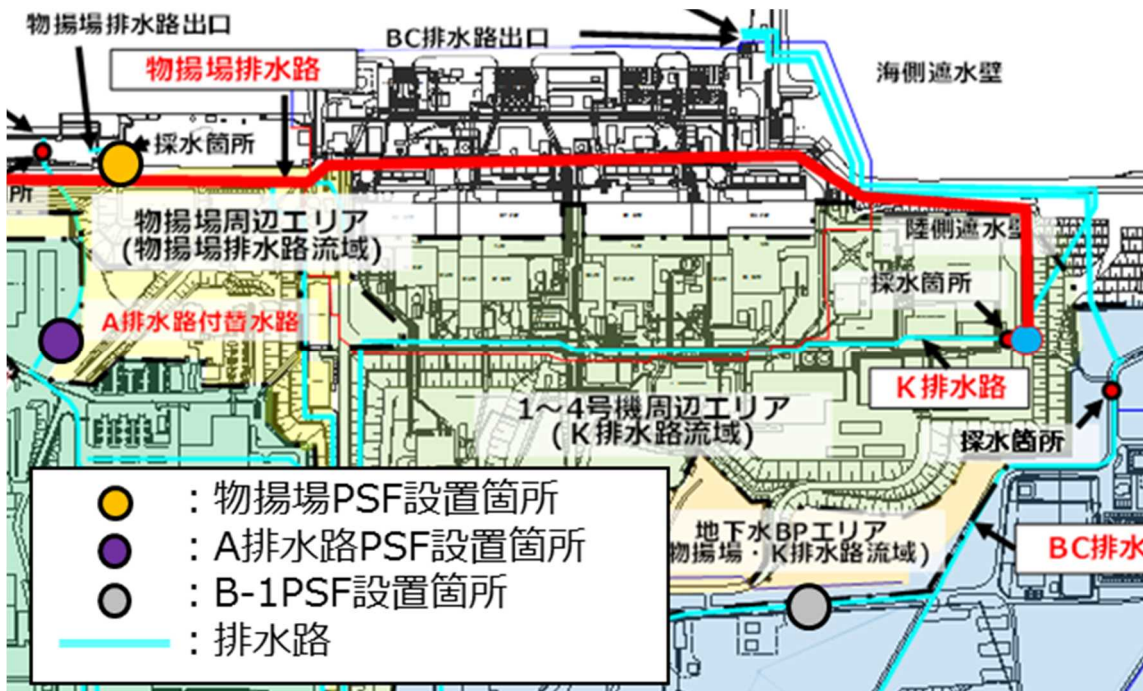 物揚場排水路出口
BC排水路出口
物揚場排水路
海側遮水壁
採水箇所
物揚場周辺エリア
(物揚場排水路流域)
陸側遮水壁
採水箇所
A排水路付替水路
K排水路
1～4号機周辺エリア
(K排水路流域)
採水箇所
地下水BPエリア
物揚場・K排水路流域)
BC排水
:物揚場PSF設置箇所
:A排水路PSF設置箇所
:B-1PSF設置箇所
:排水路